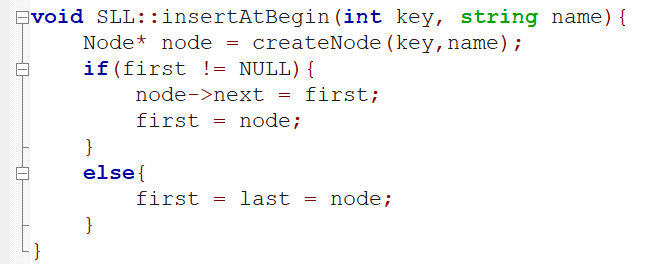 void SLL::insertAtBegin(int key, string name){
    Node* node = createNode(key,name);
    if(first != NULL){
        node->next = first;
        first = node;
    }
    else{
        first = last = node;
    }
}